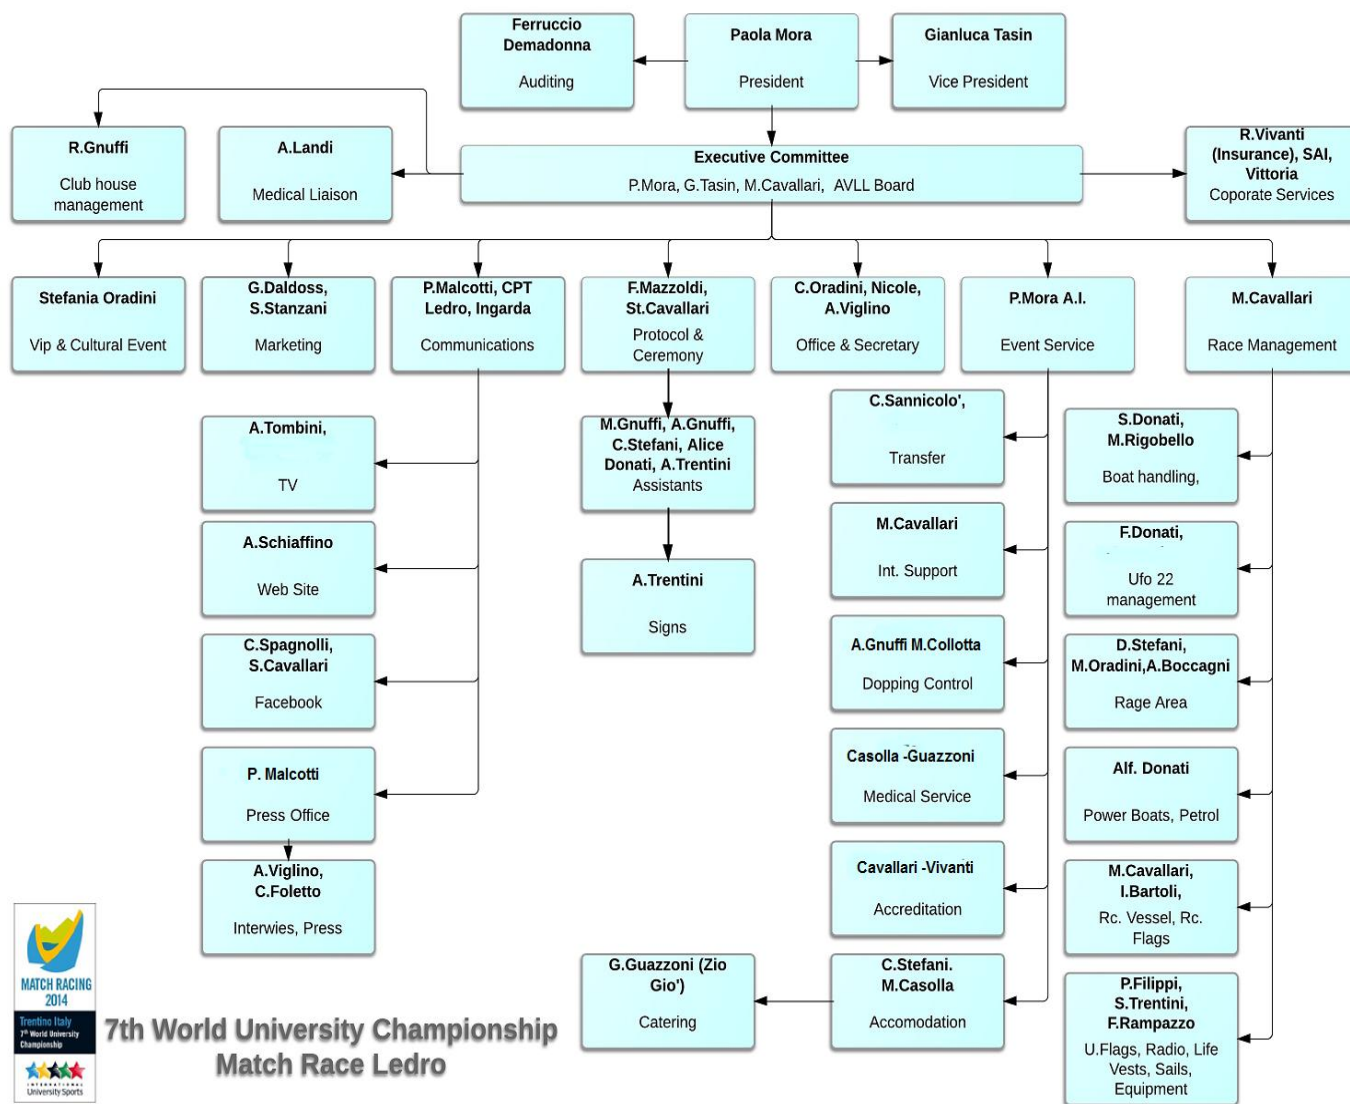 Ferruccio
Demadonna
Auditing
Paola Mora
President
Gianluca Tasin
Vice President
R.Gnuffi
Club house
management
A.Landi
Medical Liaison
Executive Committee
P.Mora, G.Tasin, M.Cavallari, AVLL Board
R.Vivanti
(Insurance), SAI,
Vittoria
Coporate Services
Stefania Oradini
Vip & Cultural Event
G.Daldoss,
S.Stanzani
Marketing
P.Malcotti, CPT
Ledro, Ingarda
Communications
F.Mazzoldi,
St.Cavallari
Protocol &
Ceremony
C.Oradini, Nicole,
A.Viglino
Office & Secretary
P.Mora A.I.
Event Service
M.Cavallari
Race Management
A.Tombini,
TV
A.Schiaffino
Web Site
C.Spagnolli,
S.Cavallari
Facebook
P. Malcotti
Press Office
A.Viglino,
C.Foletto
Interwies, Press
M.Gnuffi, A.Gnuffi,
C.Stefani, Alice
Donati, A.Trentini
Assistants
A.Trentini
Signs
C.Sannicolo',
Transfer
M.Cavallari
Int. Support
A.Gnuffi M.Collotta
Dopping Control
Casolla -Guazzoni
Medical Service
Cavallari -Vivanti
Accreditation
C.Stefani.
M.Casolla
Accomodation
G.Guazzoni (Zio
Gio')
Catering
S.Donati,
M.Rigobello
Boat handling,
F.Donati,
Ufo 22
management
D.Stefani,
M.Oradini,A.Boccagni
Rage Area
Alf. Donati
Power Boats, Petrol
M.Cavallari,
I.Bartoli,
Rc. Vessel, Rc.
Flags
P.Filippi,
S.Trentini,
F.Rampazzo
U.Flags, Radio, Life
Vests, Sails,
Equipment
MATCH RACING
2014
Trentino Italy
7th World University
Championship
INTERNATIONAL
University Sports
7th World University Championship
Match Race Ledro